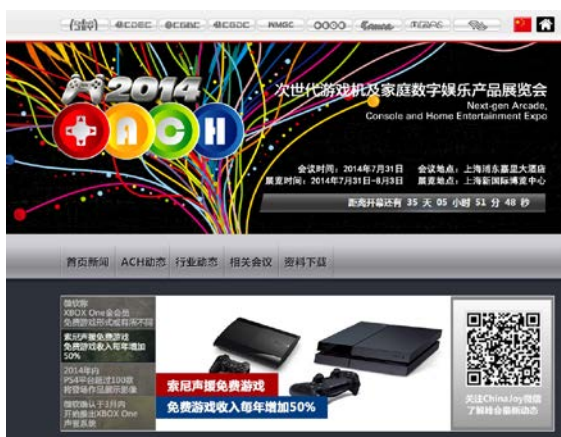 CDEC
CGBC
CGDC
WMGC
2014
ACH
次世代游戏机及家庭数字娱乐产品展览会
Next-gen Arcade,
Console and Home Entertainment Expo
会议时间：2014年7月31日 会议地点：上海浦东嘉里大酒店
展览时间：2014年7月31日-8月3日 展览地点：上海新国际博览中心
距离开幕还有 35 天 05 小时 51 分 48 秒
首页新闻 ACH动态 行业动态 相关会议 资料下载
微软称
XBOX One金会员
免费游戏形式或有所不同
索尼声援免费游戏
免费游戏收入每年增加
50%
2014年内
PS4平台超过100款
微软确认于3月内
开始推出XBOX One
声音系统
索尼声援免费游戏
免费游戏收入每年增加50%
关注ChinaJoy微信
了解峰会最新动态